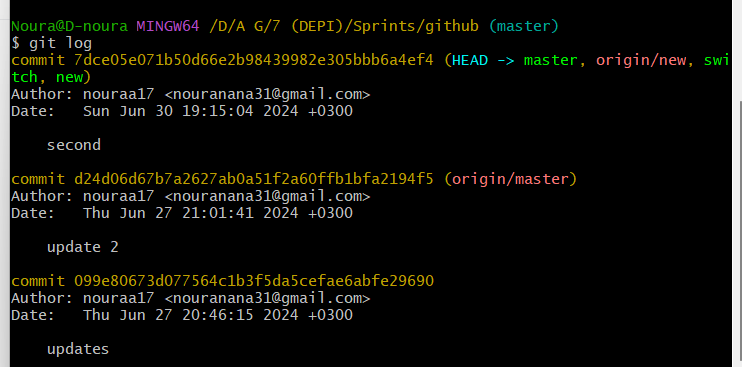 Noura@D-noura MINGW64 /D/A G/7 (DEPI)/Sprints/github (master)
$ git log
commit 7dce05e071b50d66e2b98439982e305bbb6a4ef4 (HEAD -> master, origin/new, swi
tch, new)
Author: nouraa17 <nouranana31@gmail.com>
Date:   Sun Jun 30 19:15:04 2024 +0300

    second

commit d24d06d67b7a2627ab0a51f2a60ffb1bfa2194f5 (origin/master)
Author: nouraa17 <nouranana31@gmail.com>
Date:   Thu Jun 27 21:01:41 2024 +0300

    update 2

commit 099e80673d077564c1b3f5da5cefae6abfe29690
Author: nouraa17 <nouranana31@gmail.com>
Date:   Thu Jun 27 20:46:15 2024 +0300

    updates